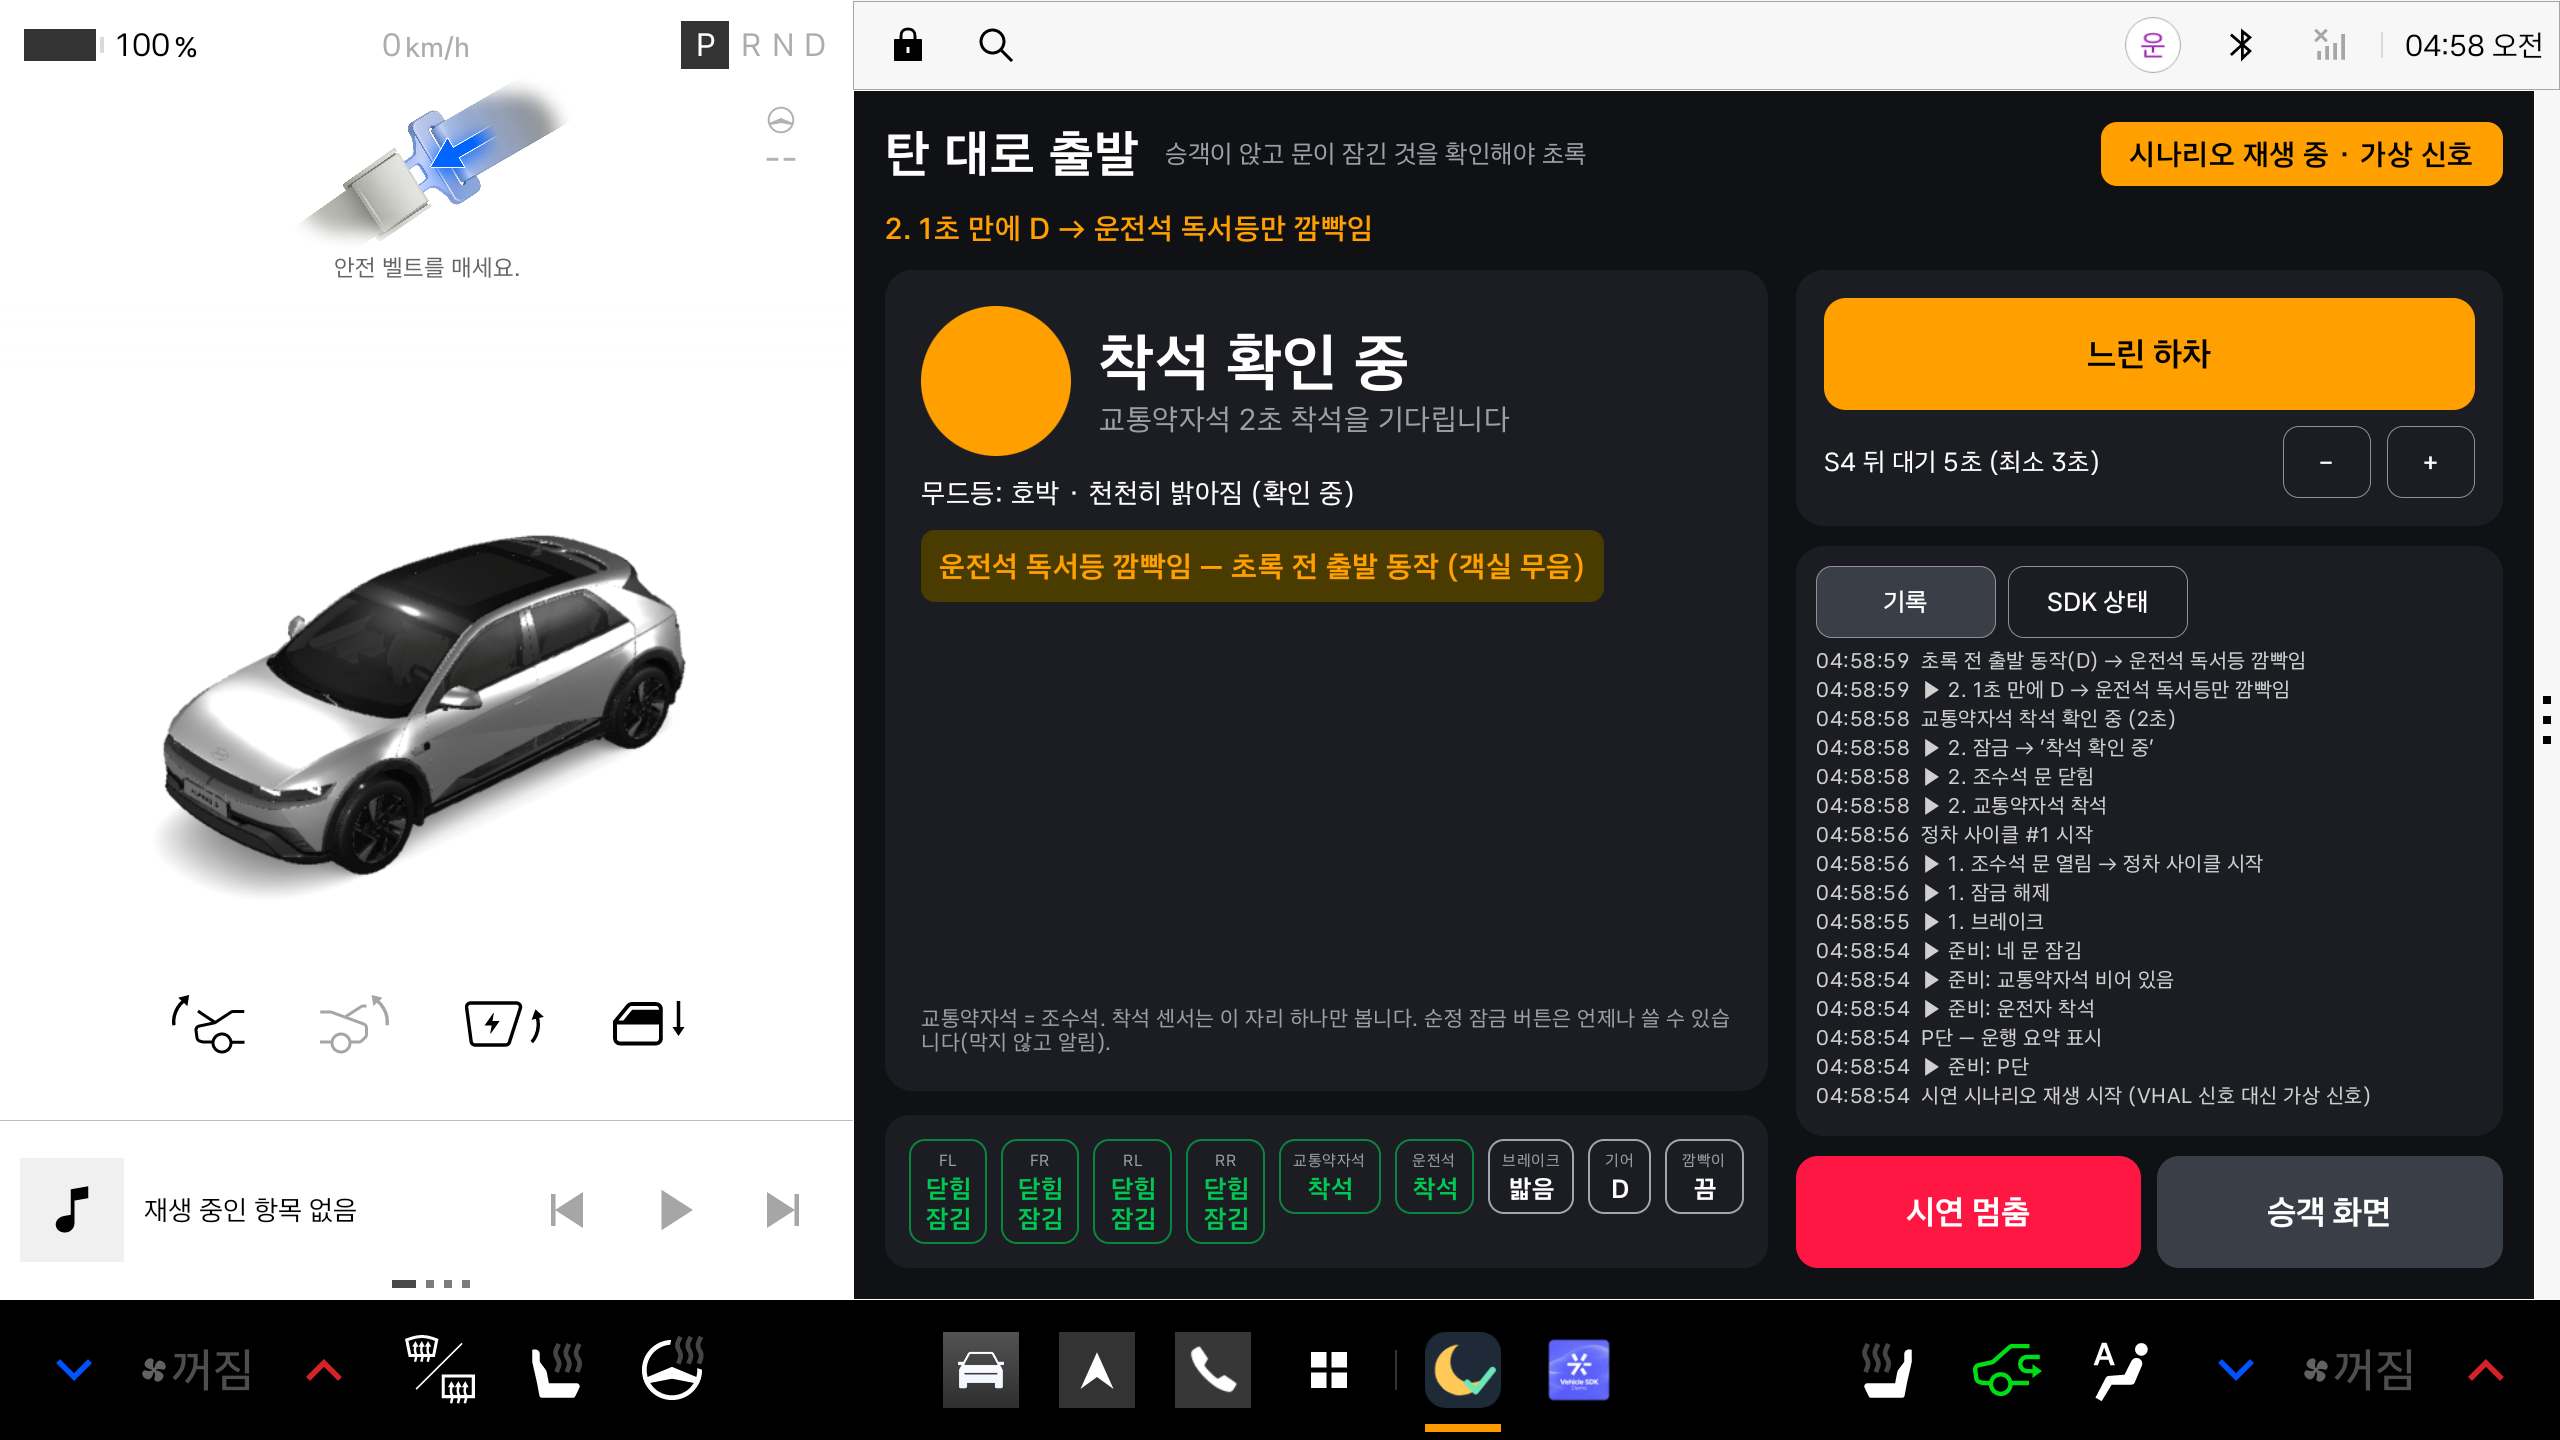 100%
0 km/h
P R N D
운
04:58 오전
안전 벨트를 매세요.
--
탄 대로 출발
승객이 앉고 문이 잠긴 것을 확인해야 초록
시나리오 재생 중 · 가상 신호
2. 1초 만에 D → 운전석 독서등만 깜빡임
착석 확인 중
교통약자석 2초 착석을 기다립니다
무드등: 호박 · 천천히 밝아짐 (확인 중)
운전석 독서등 깜빡임 — 초록 전 출발 동작 (객실 무음)
교통약자석 = 조수석. 착석 센서는 이 자리 하나만 봅니다. 순정 잠금 버튼은 언제나 쓸 수 있습
니다(막지 않고 알림).
FL 닫힘 잠김
FR 닫힘 잠김
RL 닫힘 잠김
RR 닫힘 잠김
교통약자석 착석
운전석 착석
브레이크 밟음
기어 D
깜빡이 끔
느린 하차
S4 뒤 대기 5초 (최소 3초)
−
+
기록
SDK 상태
04:58:59 초록 전 출발 동작(D) → 운전석 독서등 깜빡임
04:58:59 ▶ 2. 1초 만에 D → 운전석 독서등만 깜빡임
04:58:58 교통약자석 착석 확인 중 (2초)
04:58:58 ▶ 2. 잠금 → '착석 확인 중'
04:58:58 ▶ 2. 조수석 문 닫힘
04:58:58 ▶ 2. 교통약자석 착석
04:58:56 정차 사이클 #1 시작
04:58:56 ▶ 1. 조수석 문 열림 → 정차 사이클 시작
04:58:56 ▶ 1. 잠금 해제
04:58:55 ▶ 1. 브레이크
04:58:54 ▶ 준비: 네 문 잠김
04:58:54 ▶ 준비: 교통약자석 비어 있음
04:58:54 ▶ 준비: 운전자 착석
04:58:54 P단 — 운행 요약 표시
04:58:54 ▶ 준비: P단
04:58:54 시연 시나리오 재생 시작 (VHAL 신호 대신 가상 신호)
시연 멈춤
승객 화면
재생 중인 항목 없음
꺼짐
Vehicle SDK
Demo
A
꺼짐